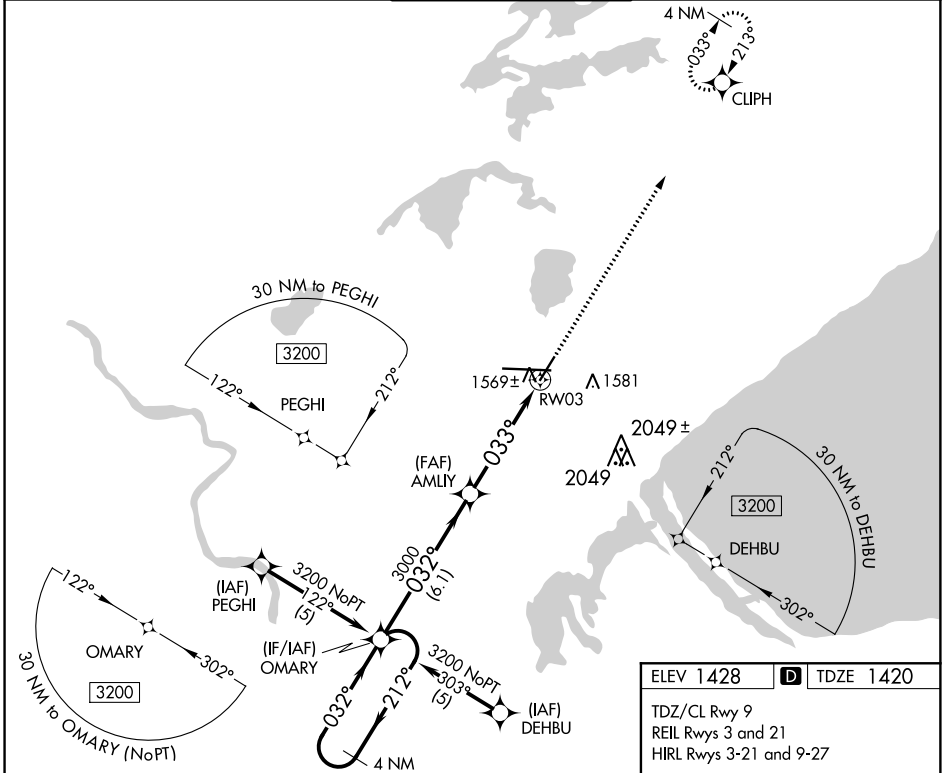 4 NM
033°
213°
CLIPH
30 NM to PEGHI
3200
122°
212°
PEGHI
1569±
RW03
1581
2049±
2049
033°
(FAF)
AMLIY
212°
30 NM to DEHBU
3200
DEHBU
302°
3000
032°
(6.1)
(IAF)
PEGHI
3200 NoPT
122°
(5)
122°
OMARY
302°
3200
30 NM to OMARY (NoPT)
(IF/IAF)
OMARY
3200 NoPT
303°
(5)
(IAF)
DEHBU
032°
212°
4 NM
ELEV 1428 D TDZE 1420
TDZ/CL Rwy 9
REIL Rwys 3 and 21
HIRL Rwys 3-21 and 9-27